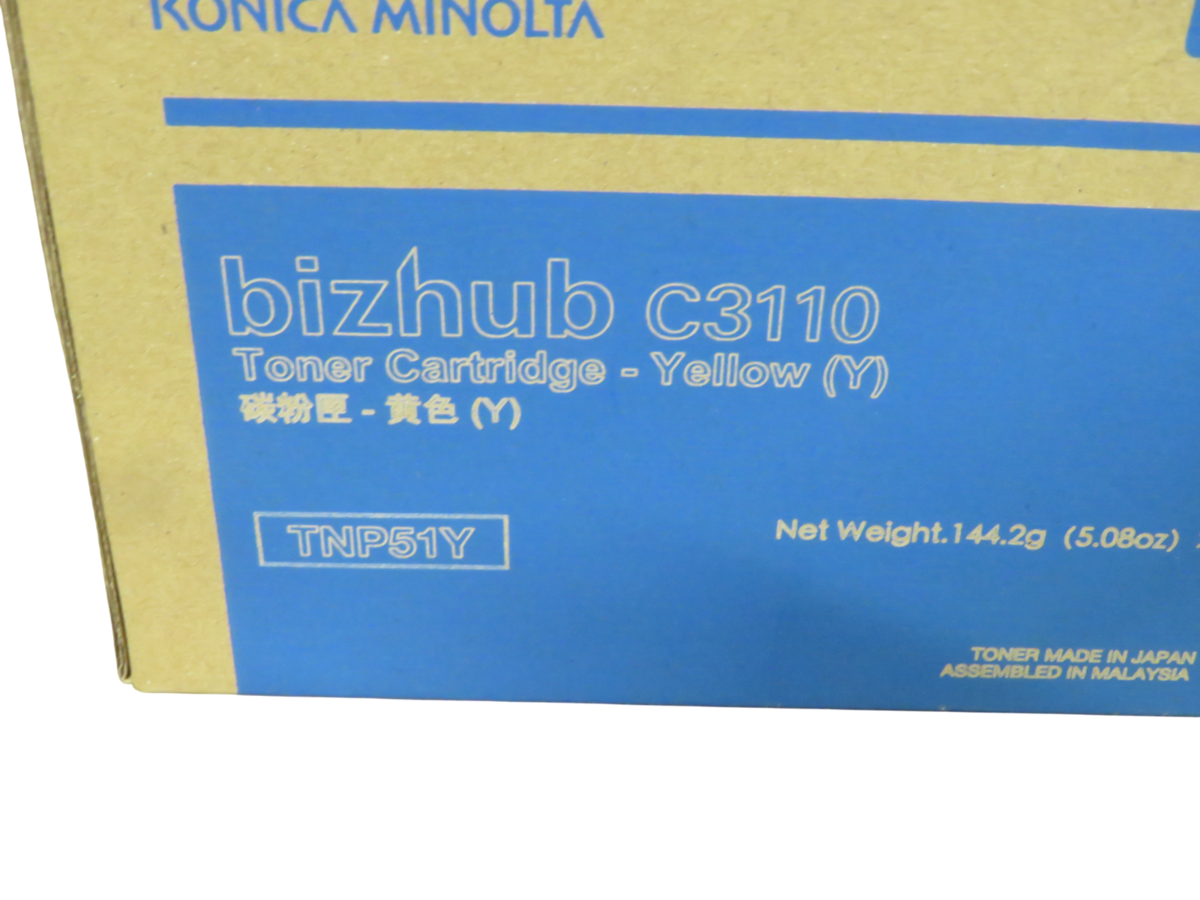 KONICA MINOLTA
bizhub C3110
Toner Cartridge - Yellow (Y)
碳粉匣 - 黄色 (Y)
TNP51Y
Net Weight.144.2g (5.08oz)
TONER MADE IN JAPAN
ASSEMBLED IN MALAYSIA